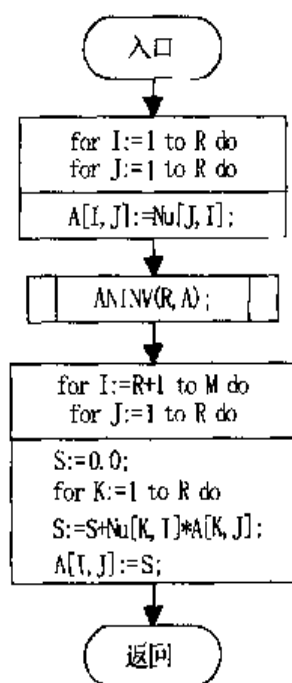 入口
for I:=1 to R do
for J:=1 to R do
A[I,J]:=Nu[J,I];
ANINV(R,A);
for I:=R+1 to M do
for J:=1 to R do
S:=0.0;
for K:=1 to R do
S:=S+Nu[K,I]*A[K,J];
A[I,J]:=S;
返回